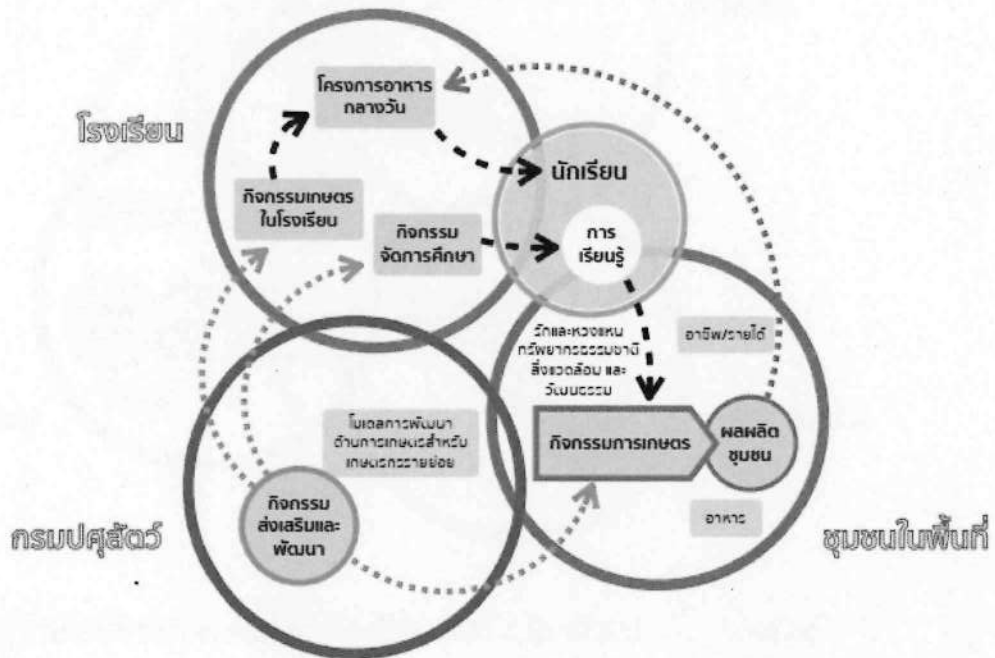 โครงการอาหาร
กลางวัน
โรงเรียน
นักเรียน
กิจกรรมเกษตร
ในโรงเรียน
กิจกรรม
จัดการศึกษา
การ
เรียนรู้
รักและหวงแหน
ทรัพยากรธรรมชาติ
สิ่งแวดล้อม และ
วัฒนธรรม
อาชีพ/รายได้
โมเดลการพัฒนา
ด้านการเกษตรสำหรับ
เกษตรกรรายย่อย
กิจกรรมการเกษตร
ผลผลิต
ชุมชน
กิจกรรม
ส่งเสริมและ
พัฒนา
อาหาร
กรมปศุสัตว์
ชุมชนในพื้นที่